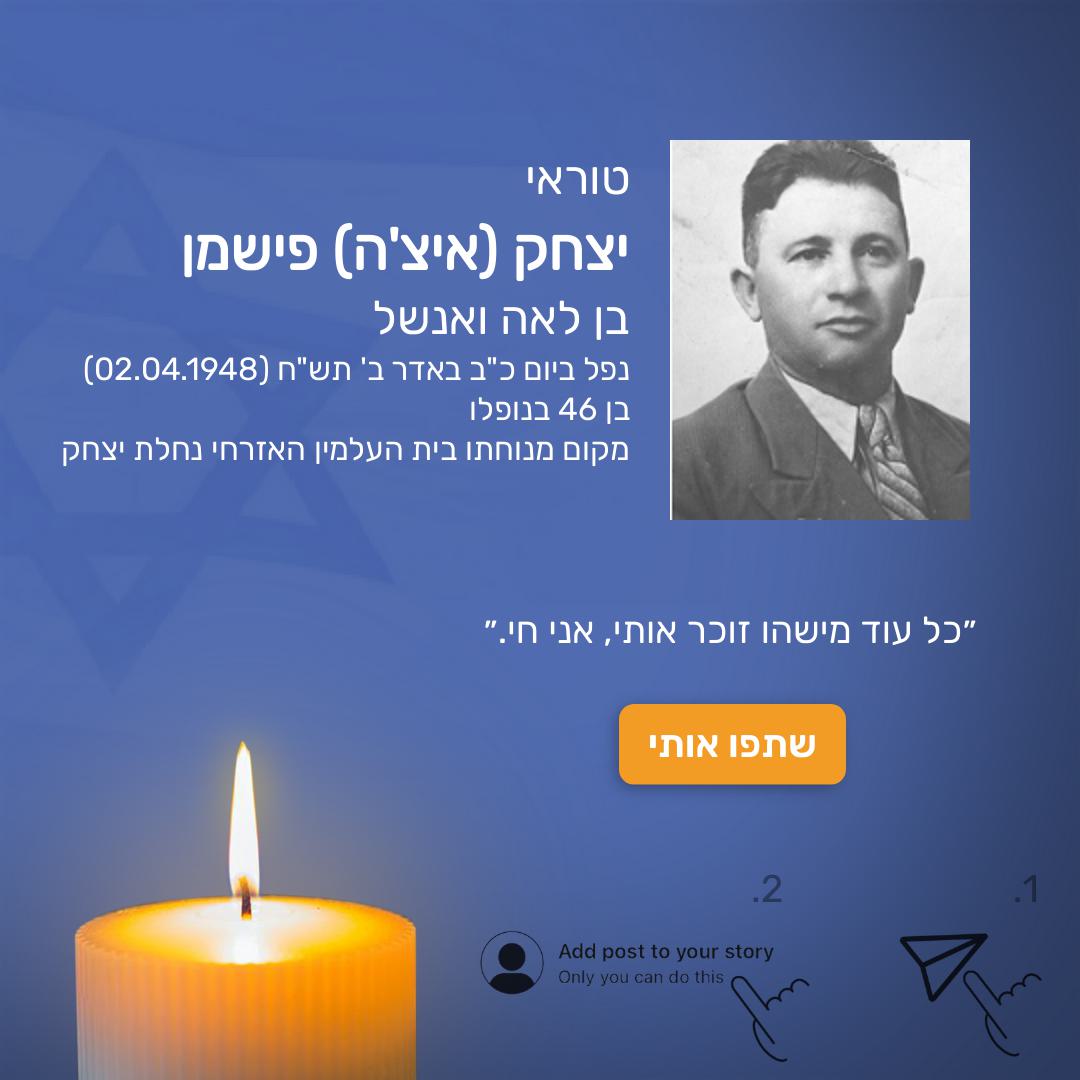 טוראי
יצחק (איצ'ה) פישמן
בן לאה ואנשל
נפל ביום כ"ב באדר ב' תש"ח (02.04.1948)
בן 46 בנופלו
מקום מנוחתו בית העלמין האזרחי נחלת יצחק
״כל עוד מישהו זוכר אותי, אני חי.״
שתפו אותי
1.
2.
Add post to your story
Only you can do this